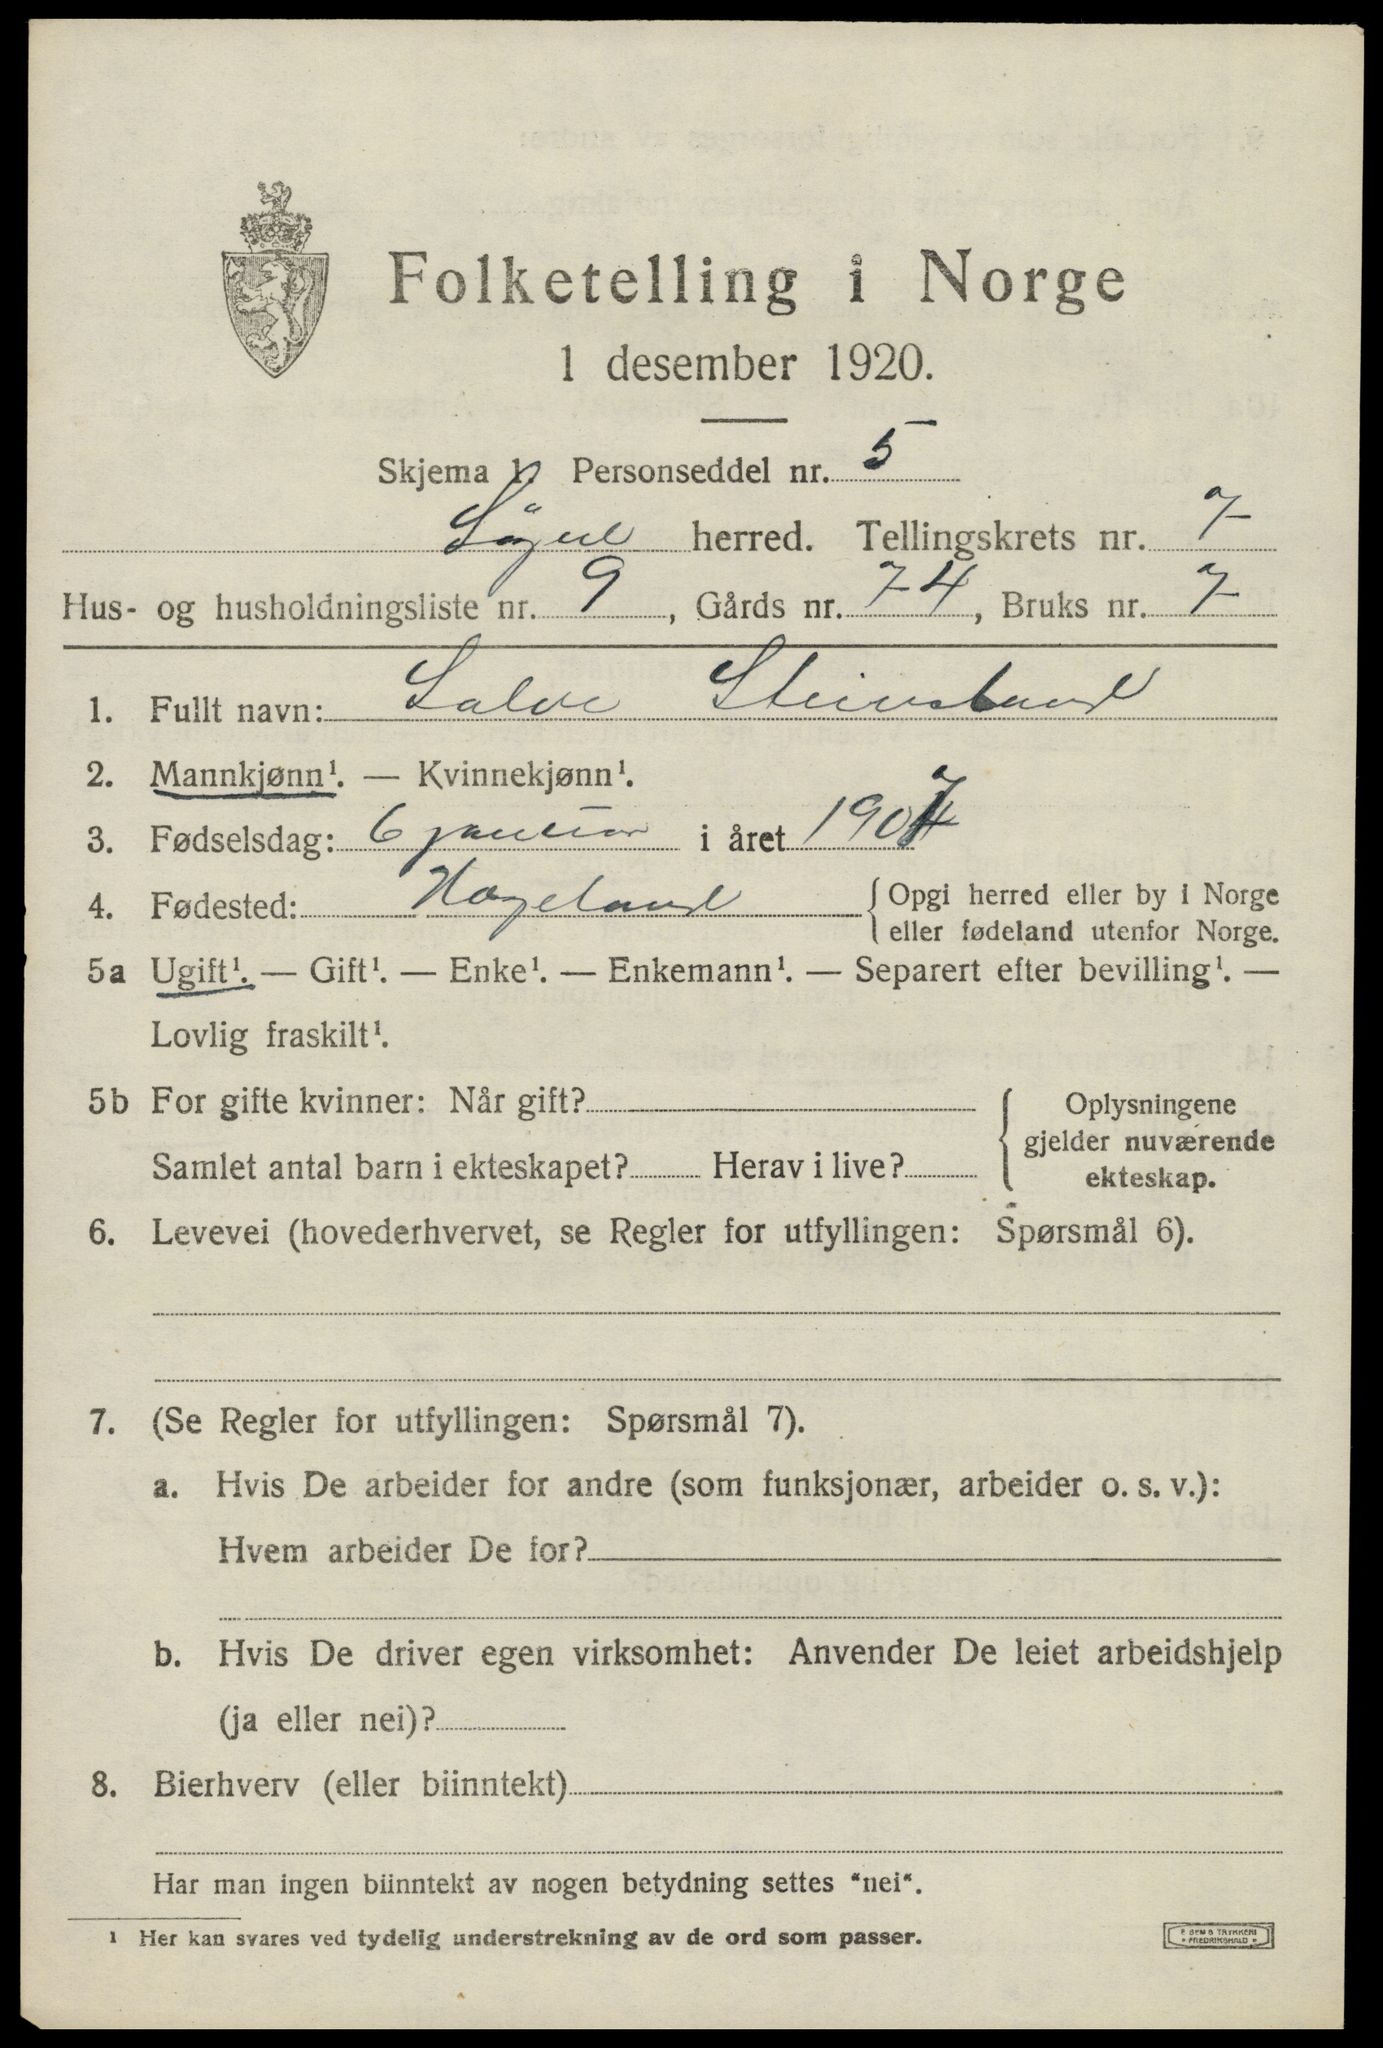 Folketelling i Norge
1 desember 1920.
Skjema 1. Personseddel nr. 5
Søgne herred. Tellingskrets nr. 7
Hus- og husholdningsliste nr. 9, Gårds nr. 74, Bruks nr. 7
1. Fullt navn: Salve Steinsland
2. Mannkjønn¹. — Kvinnekjønn¹.
3. Fødselsdag: 6 januar i året 1907
4. Fødested: Hægeland { Opgi herred eller by i Norge
eller fødeland utenfor Norge.
5a Ugift¹. — Gift¹. — Enke¹. — Enkemann¹. — Separert efter bevilling¹. —
Lovlig fraskilt¹.
5b For gifte kvinner: Når gift? { Oplysningene
gjelder nuværende
Samlet antal barn i ekteskapet? Herav i live? ekteskap.
6. Levevei (hovederhvervet, se Regler for utfyllingen: Spørsmål 6).
7. (Se Regler for utfyllingen: Spørsmål 7).
a. Hvis De arbeider for andre (som funksjonær, arbeider o. s. v.):
Hvem arbeider De for?
b. Hvis De driver egen virksomhet: Anvender De leiet arbeidshjelp
(ja eller nei)?
8. Bierhverv (eller biinntekt)
Har man ingen biinntekt av nogen betydning settes "nei".
¹ Her kan svares ved tydelig understrekning av de ord som passer.
TRYKKERI
FREDRIKSHALD